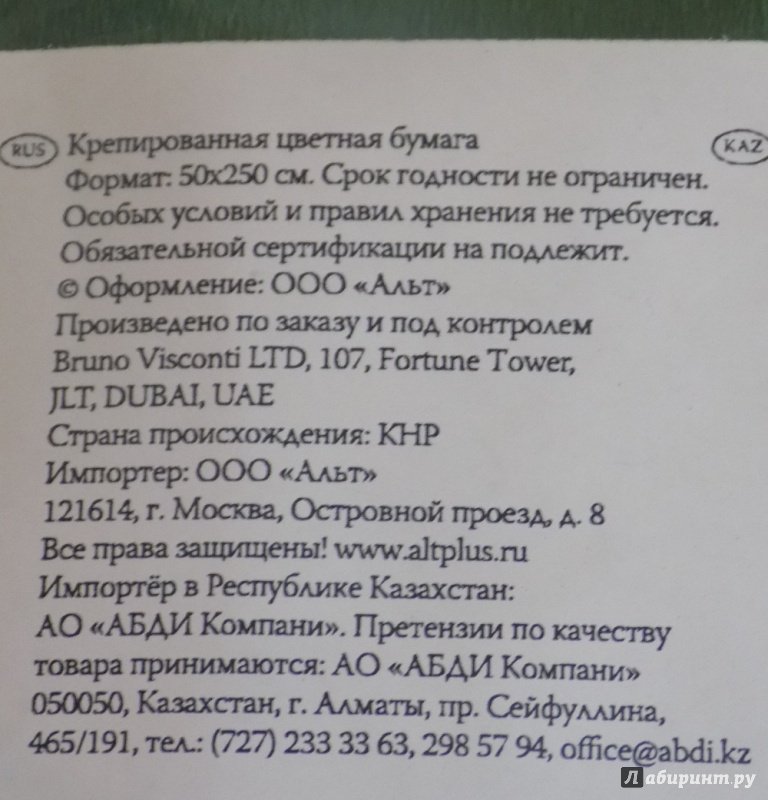 RUS Крепированная цветная бумага KAZ
Формат: 50х250 см. Срок годности не ограничен.
Особых условий и правил хранения не требуется.
Обязательной сертификации на подлежит.
© Оформление: ООО «Альт»
Произведено по заказу и под контролем
Bruno Visconti LTD, 107, Fortune Tower,
JLT, DUBAI, UAE
Страна происхождения: КНР
Импортер: ООО «Альт»
121614, г. Москва, Островной проезд, д. 8
Все права защищены! www.altplus.ru
Импортёр в Республике Казахстан:
АО «АБДИ Компани». Претензии по качеству
товара принимаются: АО «АБДИ Компани»
050050, Казахстан, г. Алматы, пр. Сейфуллина,
465/191, тел.: (727) 233 33 63, 298 57 94, office@abdi.kz
Лабиринт.ру